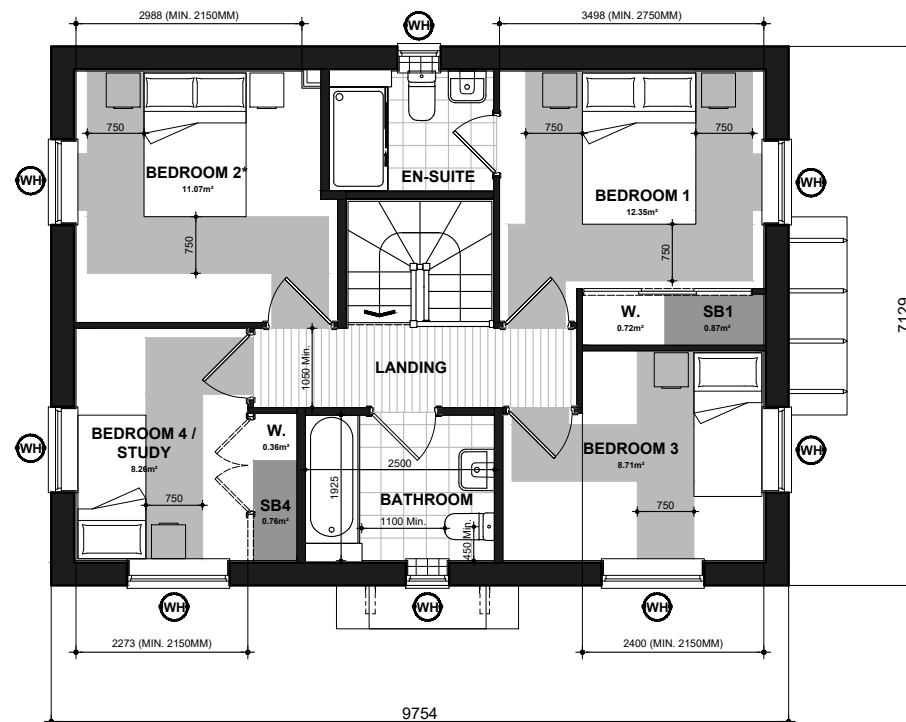 2988 (MIN. 2150MM)
3498 (MIN. 2750MM)
WH
750
750
750
BEDROOM 2*
11.07m²
EN-SUITE
BEDROOM 1
12.35m²
WH
WH
750
750
W.
0.72m²
SB1
0.87m²
7129
1050 Min.
LANDING
BEDROOM 4 /
STUDY
8.26m²
W.
0.36m²
BEDROOM 3
8.71m²
WH
WH
2500
1925
750
SB4
0.76m²
BATHROOM
1100 Min.
450 Min.
750
WH
WH
WH
2273 (MIN. 2150MM)
2400 (MIN. 2150MM)
9754